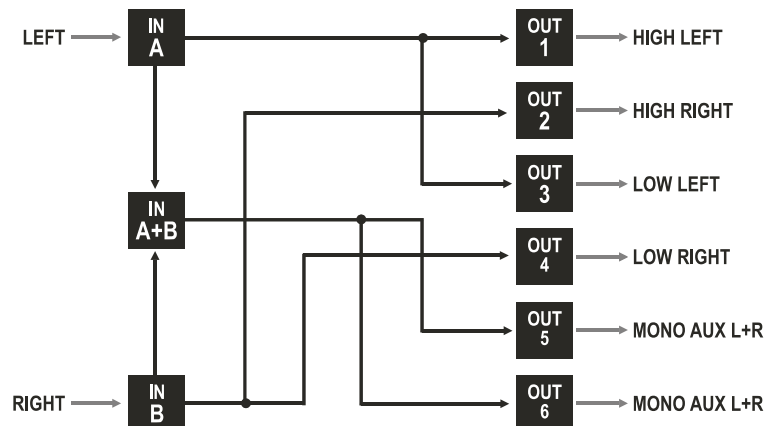 LEFT
IN
A
OUT
1
HIGH LEFT
OUT
2
HIGH RIGHT
OUT
3
LOW LEFT
IN
A+B
OUT
4
LOW RIGHT
OUT
5
MONO AUX L+R
RIGHT
IN
B
OUT
6
MONO AUX L+R